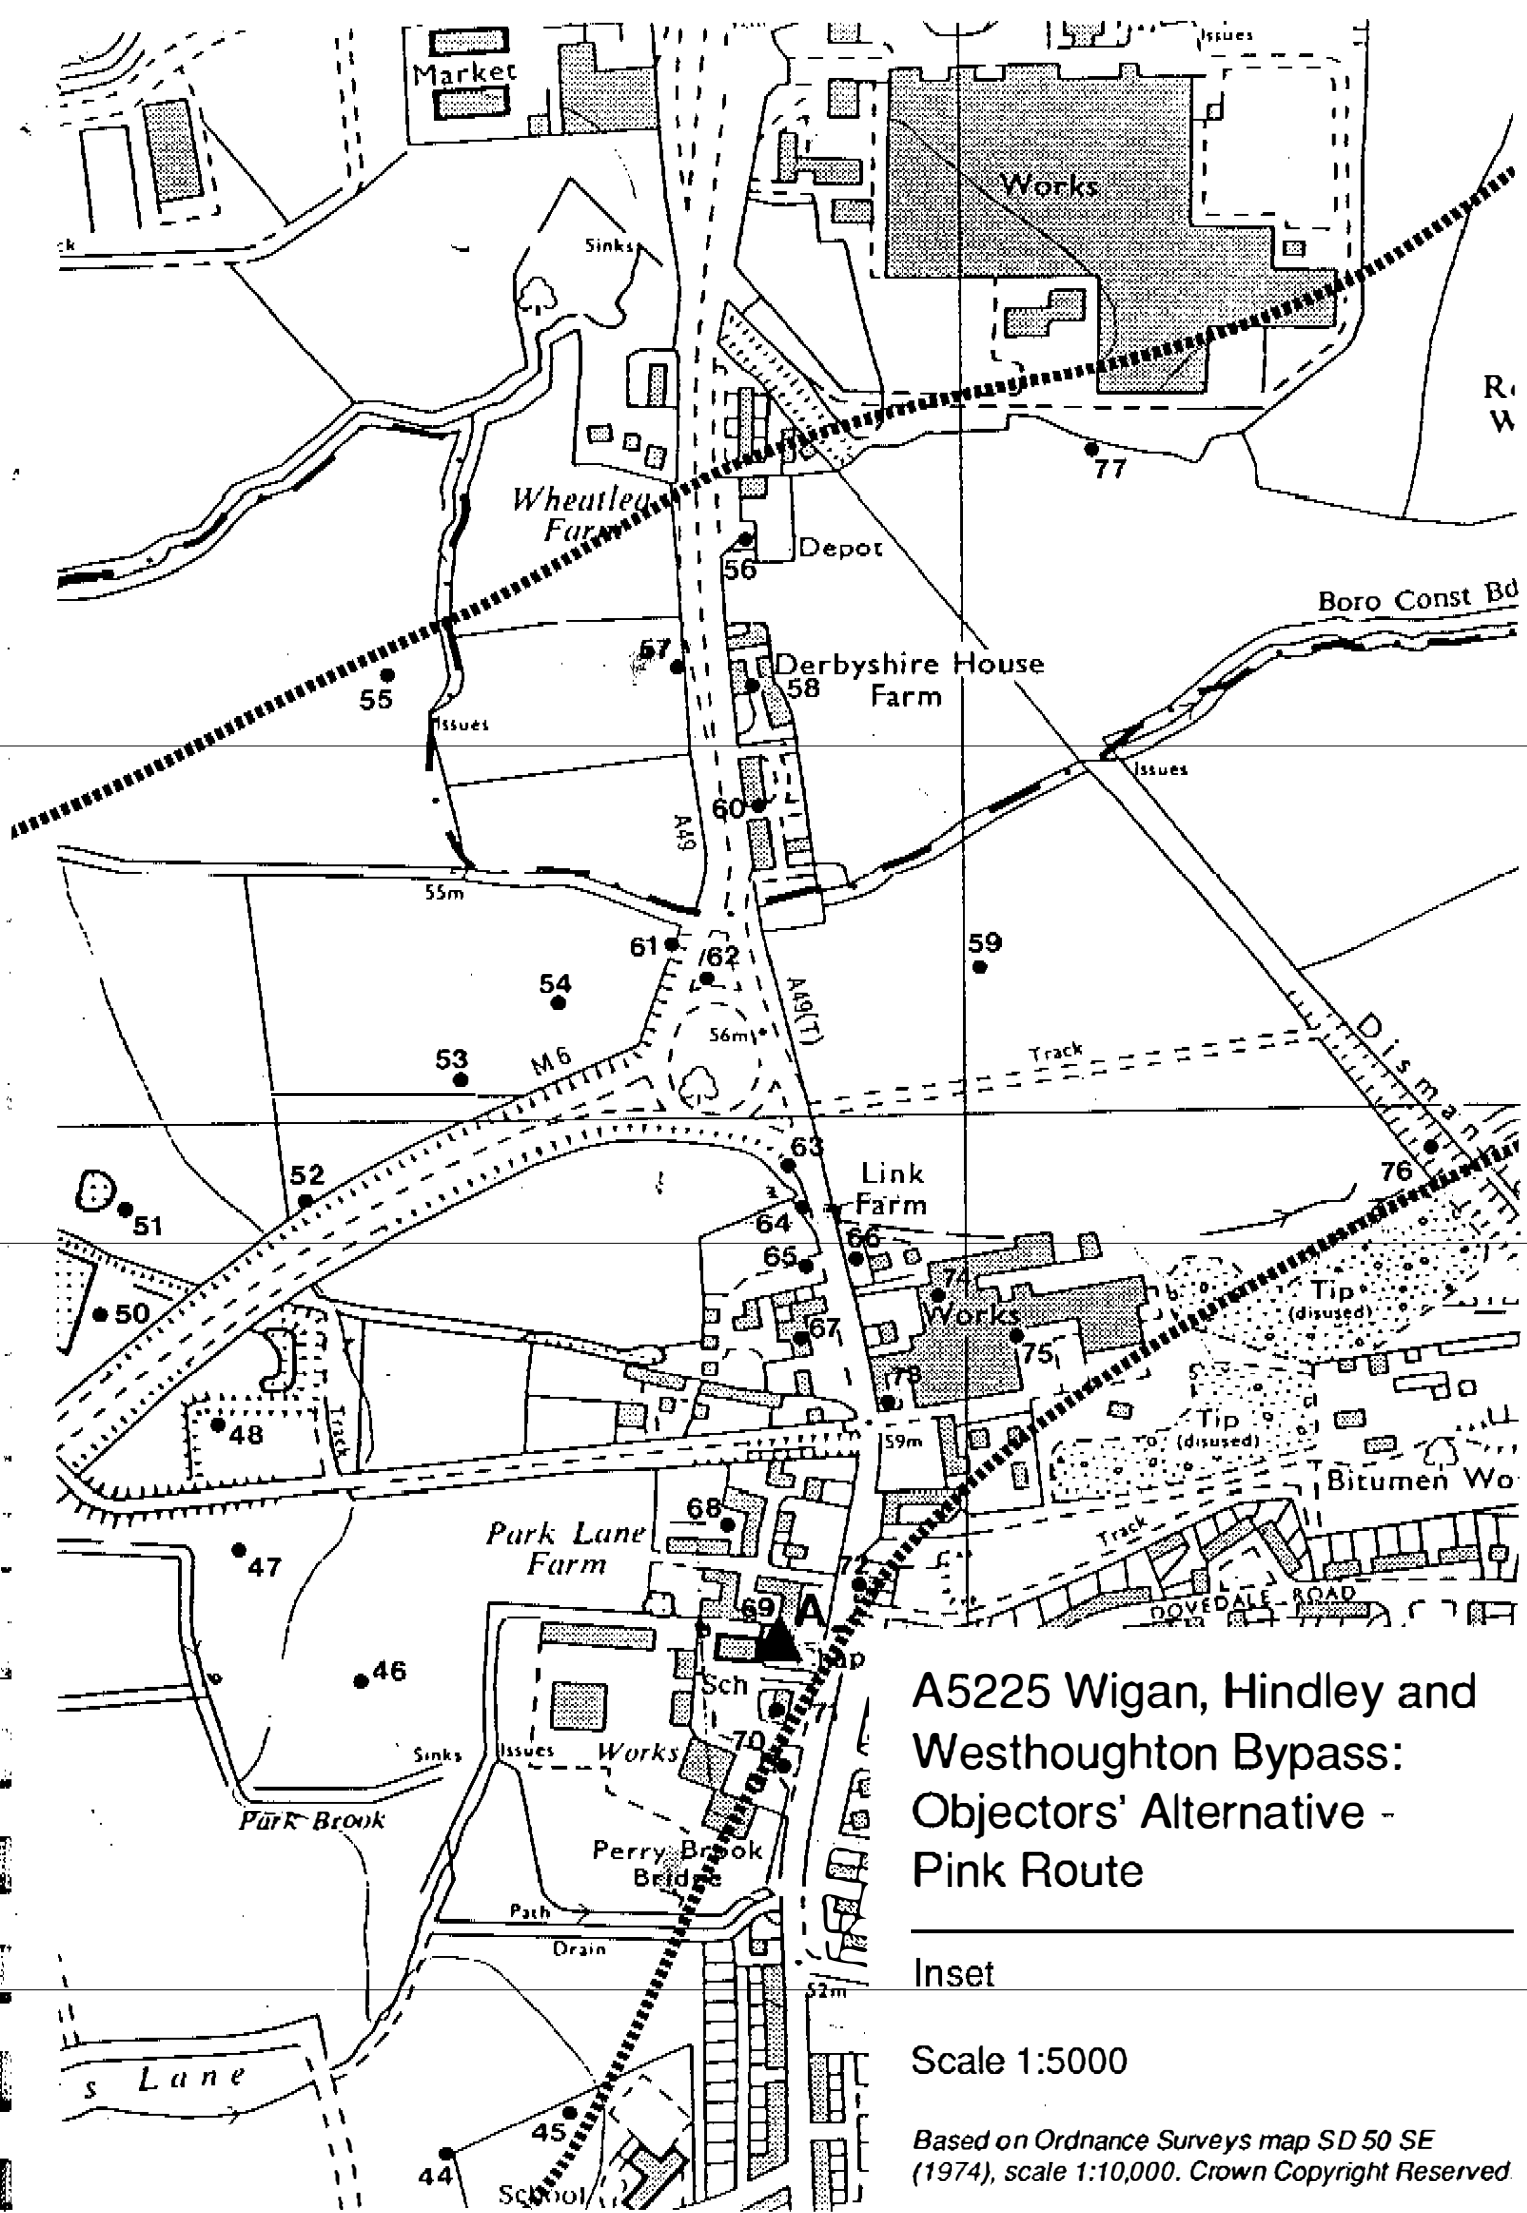 Issues
Market
Works
Sinks
77
Wheatlea
Farm
Depot
56
Boro Const Bd
57
Derbyshire House
58
Farm
55
Issues
Issues
60
A49
55m
61
62
59
54
A49(T)
56m
Track
M 6
53
Disman
63
52
Link
Farm
76
51
64
66
65
74
Tip
(disused)
50
Works
67
75
73
Track
48
59m
Tip
(disused)
Bitumen Wo
68
Park Lane
Farm
Track
47
72
DOVEDALE ROAD
69
A
46
Sch
71
70
Sinks
Issues
Works
Park Brook
Perry Brook
Bridge
Path
Drain
52m
s Lane
45
44
School
A5225 Wigan, Hindley and
Westhoughton Bypass:
Objectors' Alternative -
Pink Route
Inset
Scale 1:5000
Based on Ordnance Surveys map SD 50 SE
(1974), scale 1:10,000. Crown Copyright Reserved